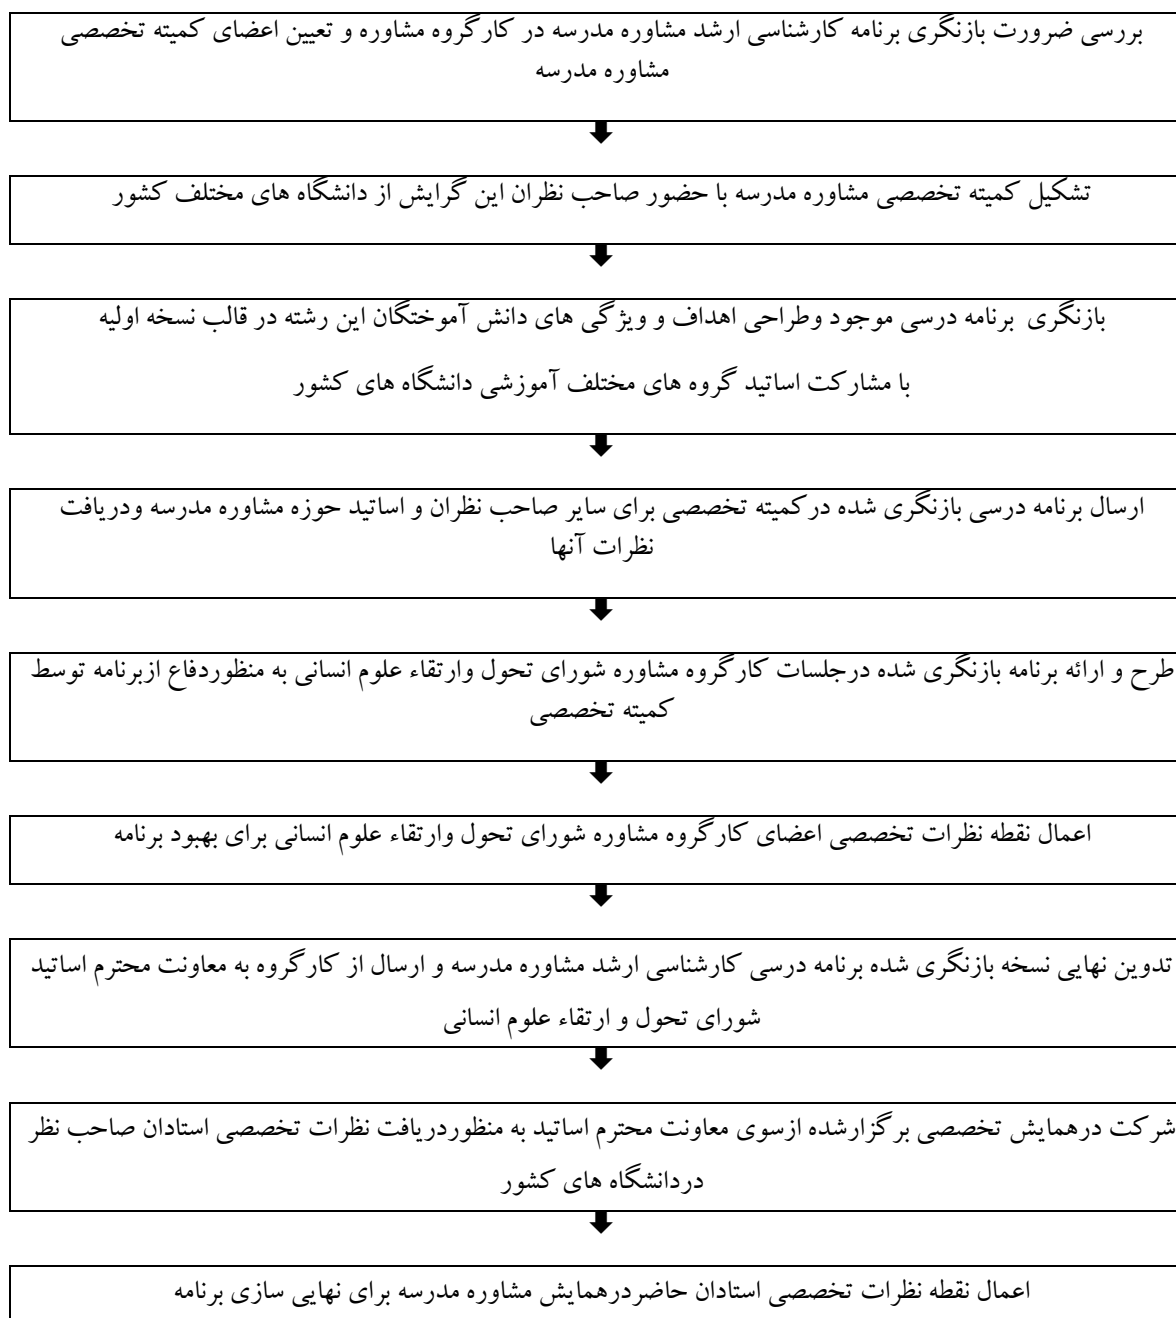 بررسی ضرورت بازنگری برنامه کارشناسی ارشد مشاوره مدرسه در کارگروه مشاوره و تعیین اعضای کمیته تخصصی
مشاوره مدرسه
تشکیل کمیته تخصصی مشاوره مدرسه با حضور صاحب نظران این گرایش از دانشگاه های مختلف کشور
بازنگری برنامه درسی موجود وطراحی اهداف و ویژگی های دانش آموختگان این رشته در قالب نسخه اولیه
با مشارکت اساتید گروه های مختلف آموزشی دانشگاه های کشور
ارسال برنامه درسی بازنگری شده درکمیته تخصصی برای سایر صاحب نظران و اساتید حوزه مشاوره مدرسه ودریافت
نظرات آنها
طرح و ارائه برنامه بازنگری شده درجلسات کارگروه مشاوره شورای تحول وارتقاء علوم انسانی به منظوردفاع ازبرنامه توسط
کمیته تخصصی
اعمال نقطه نظرات تخصصی اعضای کارگروه مشاوره شورای تحول وارتقاء علوم انسانی برای بهبود برنامه
تدوین نهایی نسخه بازنگری شده برنامه درسی کارشناسی ارشد مشاوره مدرسه و ارسال از کارگروه به معاونت محترم اساتید
شورای تحول و ارتقاء علوم انسانی
شرکت درهمایش تخصصی برگزارشده ازسوی معاونت محترم اساتید به منظوردریافت نظرات تخصصی استادان صاحب نظر
دردانشگاه های کشور
اعمال نقطه نظرات تخصصی استادان حاضردرهمایش مشاوره مدرسه برای نهایی سازی برنامه